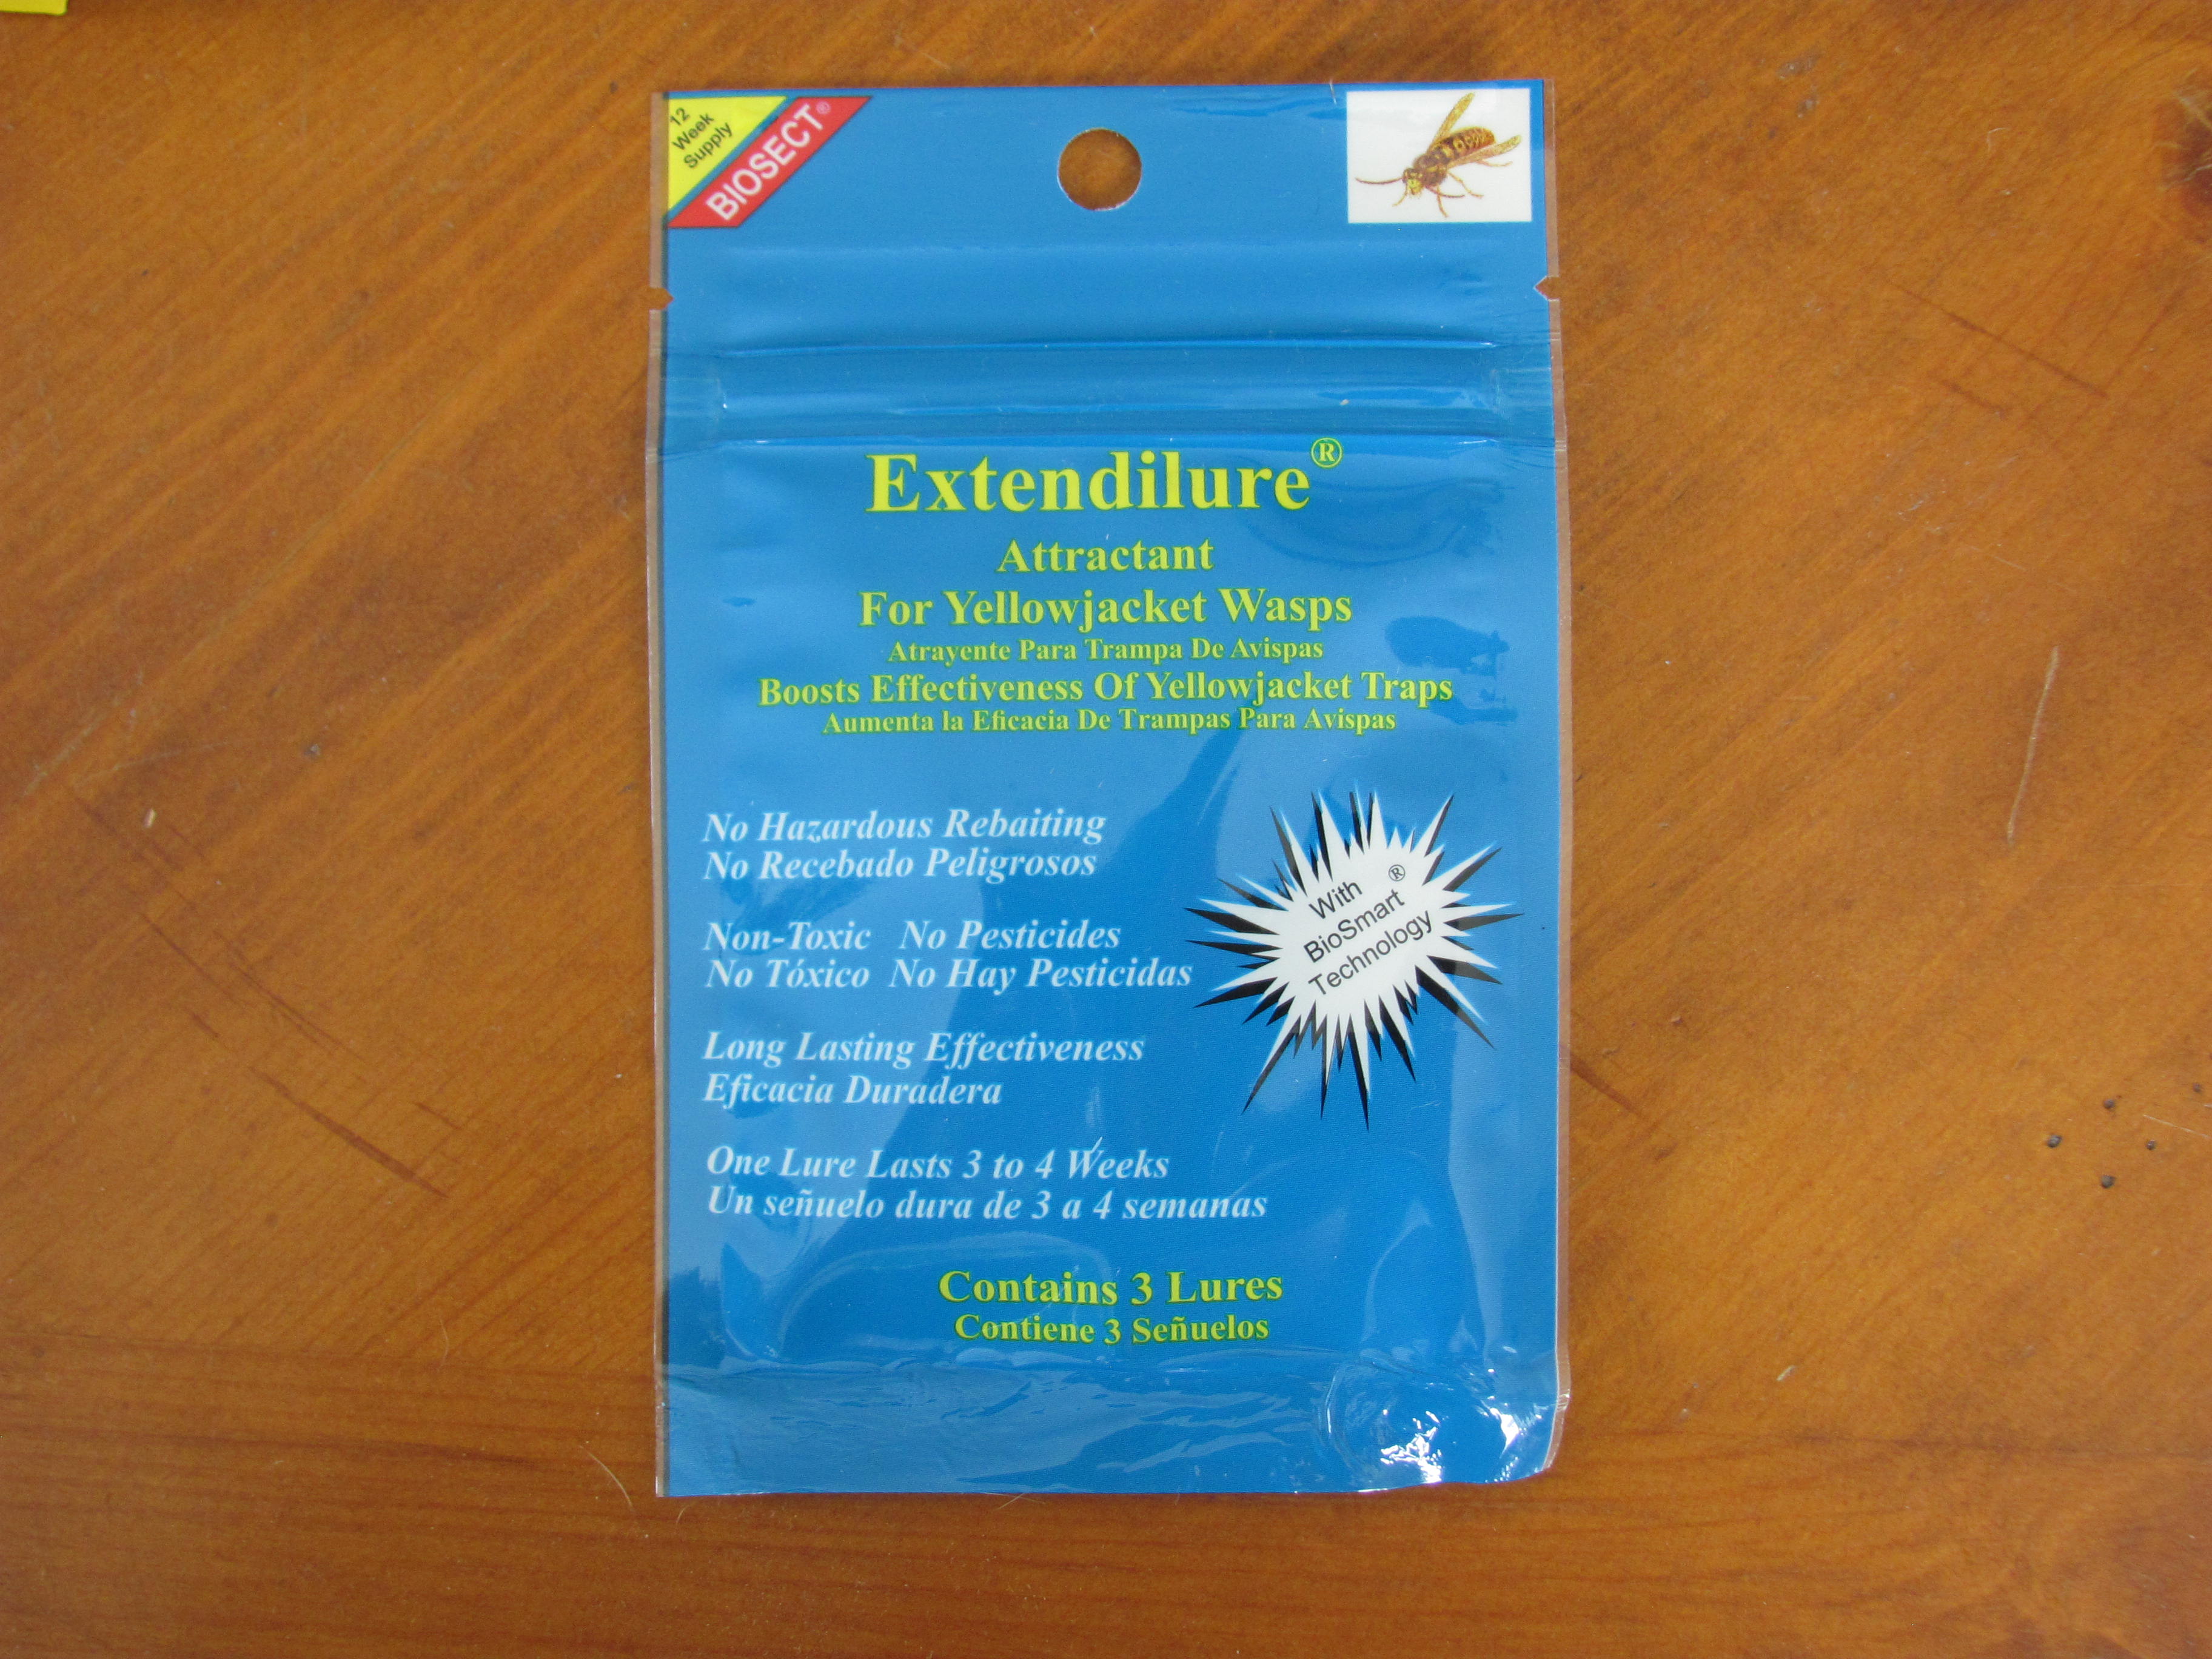 12
Week
Supply
BIOSECT®
Extendilure®
Attractant
For Yellowjacket Wasps
Atrayente Para Trampa De Avispas
Boosts Effectiveness Of Yellowjacket Traps
Aumenta la Eficacia De Trampas Para Avispas
No Hazardous Rebaiting
No Recebado Peligrosos
Non-Toxic No Pesticides
No Tóxico No Hay Pesticidas
With ®
BioSmart
Technology
Long Lasting Effectiveness
Eficacia Duradera
One Lure Lasts 3 to 4 Weeks
Un señuelo dura de 3 a 4 semanas
Contains 3 Lures
Contiene 3 Señuelos